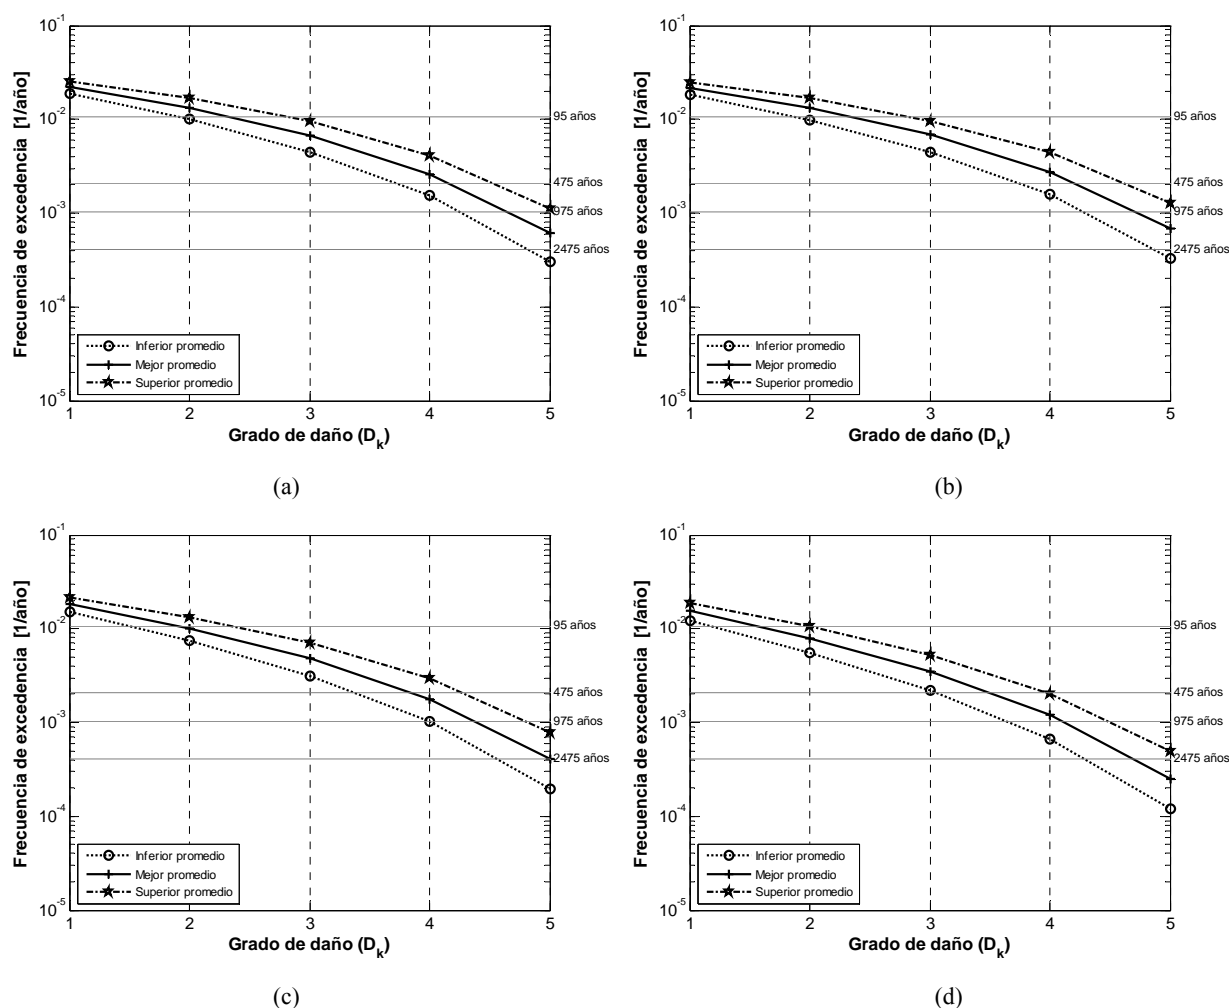 10^-1
10^-2
10^-3
10^-4
10^-5
Frecuencia de excedencia [1/año]
95 años
475 años
975 años
2475 años
Inferior promedio
Mejor promedio
Superior promedio
1 2 3 4 5
Grado de daño (D_k)
(a)
10^-1
10^-2
10^-3
10^-4
10^-5
Frecuencia de excedencia [1/año]
95 años
475 años
975 años
2475 años
Inferior promedio
Mejor promedio
Superior promedio
1 2 3 4 5
Grado de daño (D_k)
(b)
10^-1
10^-2
10^-3
10^-4
10^-5
Frecuencia de excedencia [1/año]
95 años
475 años
975 años
2475 años
Inferior promedio
Mejor promedio
Superior promedio
1 2 3 4 5
Grado de daño (D_k)
(c)
10^-1
10^-2
10^-3
10^-4
10^-5
Frecuencia de excedencia [1/año]
95 años
475 años
975 años
2475 años
Inferior promedio
Mejor promedio
Superior promedio
1 2 3 4 5
Grado de daño (D_k)
(d)